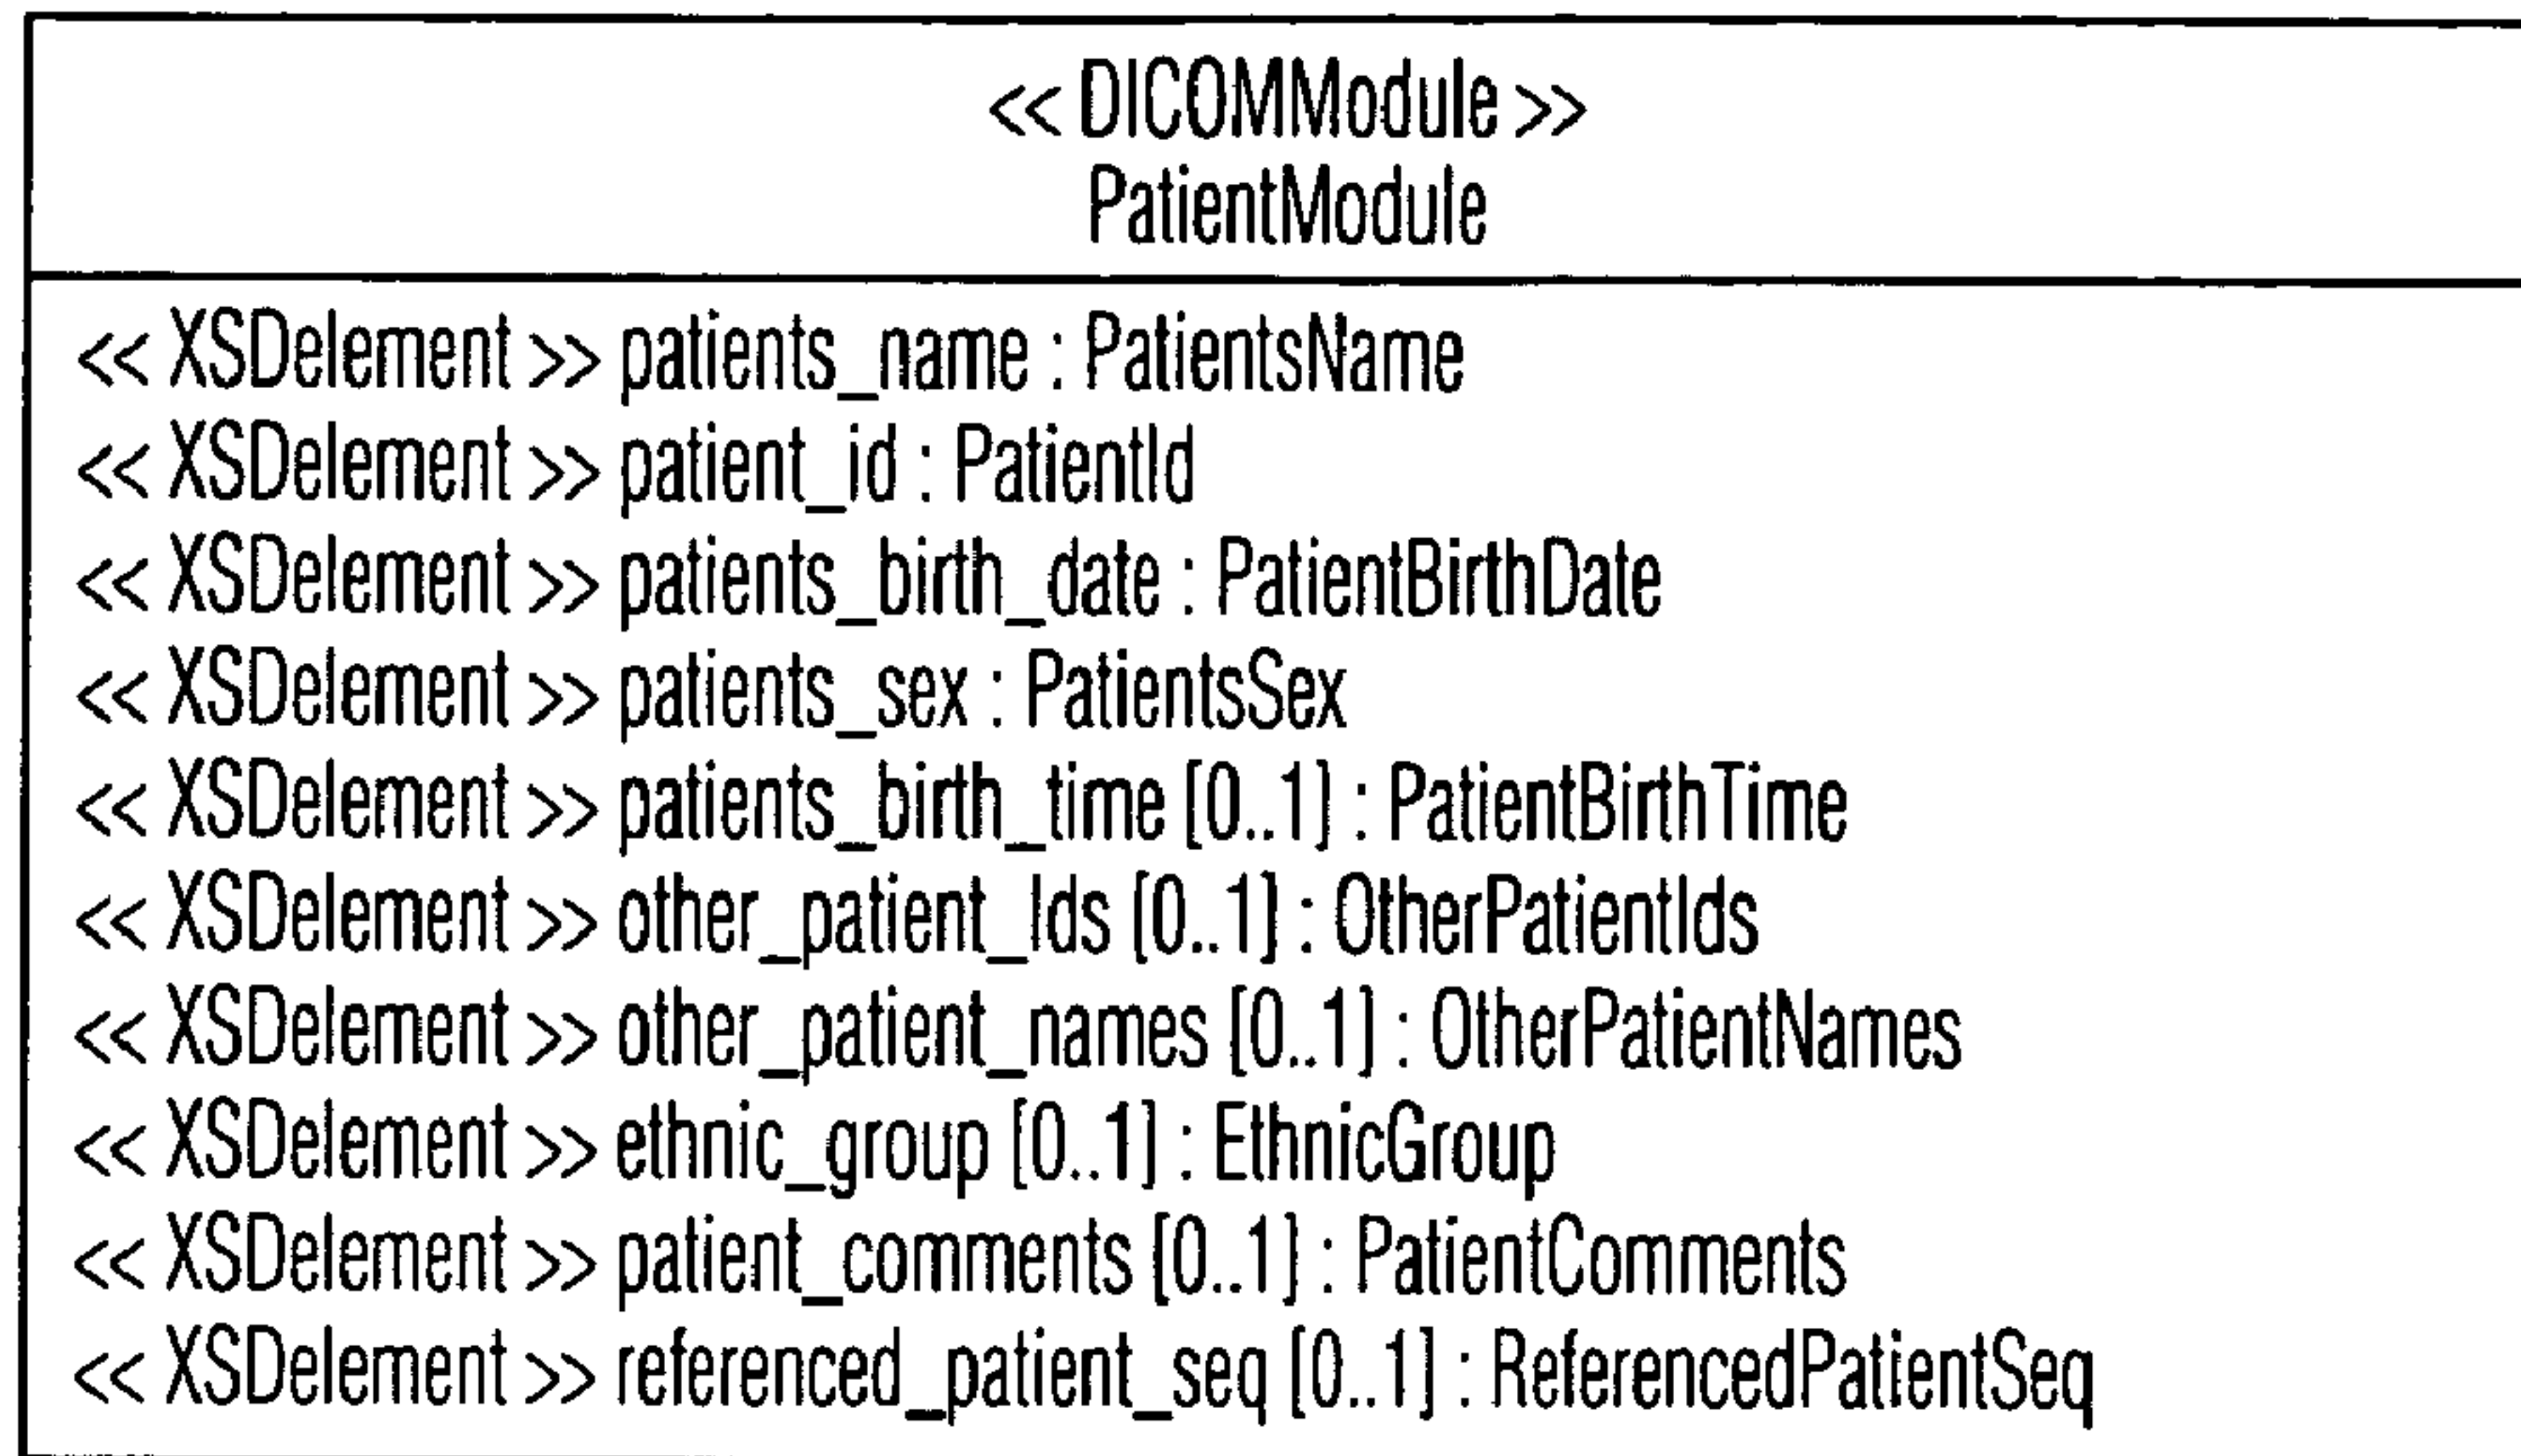 << DICOMModule >>
PatientModule
<< XSDelement >> patients_name : PatientsName
<< XSDelement >> patient_id : PatientId
<< XSDelement >> patients_birth_date : PatientBirthDate
<< XSDelement >> patients_sex : PatientsSex
<< XSDelement >> patients_birth_time [0..1] : PatientBirthTime
<< XSDelement >> other_patient_Ids [0..1] : OtherPatientIds
<< XSDelement >> other_patient_names [0..1] : OtherPatientNames
<< XSDelement >> ethnic_group [0..1] : EthnicGroup
<< XSDelement >> patient_comments [0..1] : PatientComments
<< XSDelement >> referenced_patient_seq [0..1] : ReferencedPatientSeq